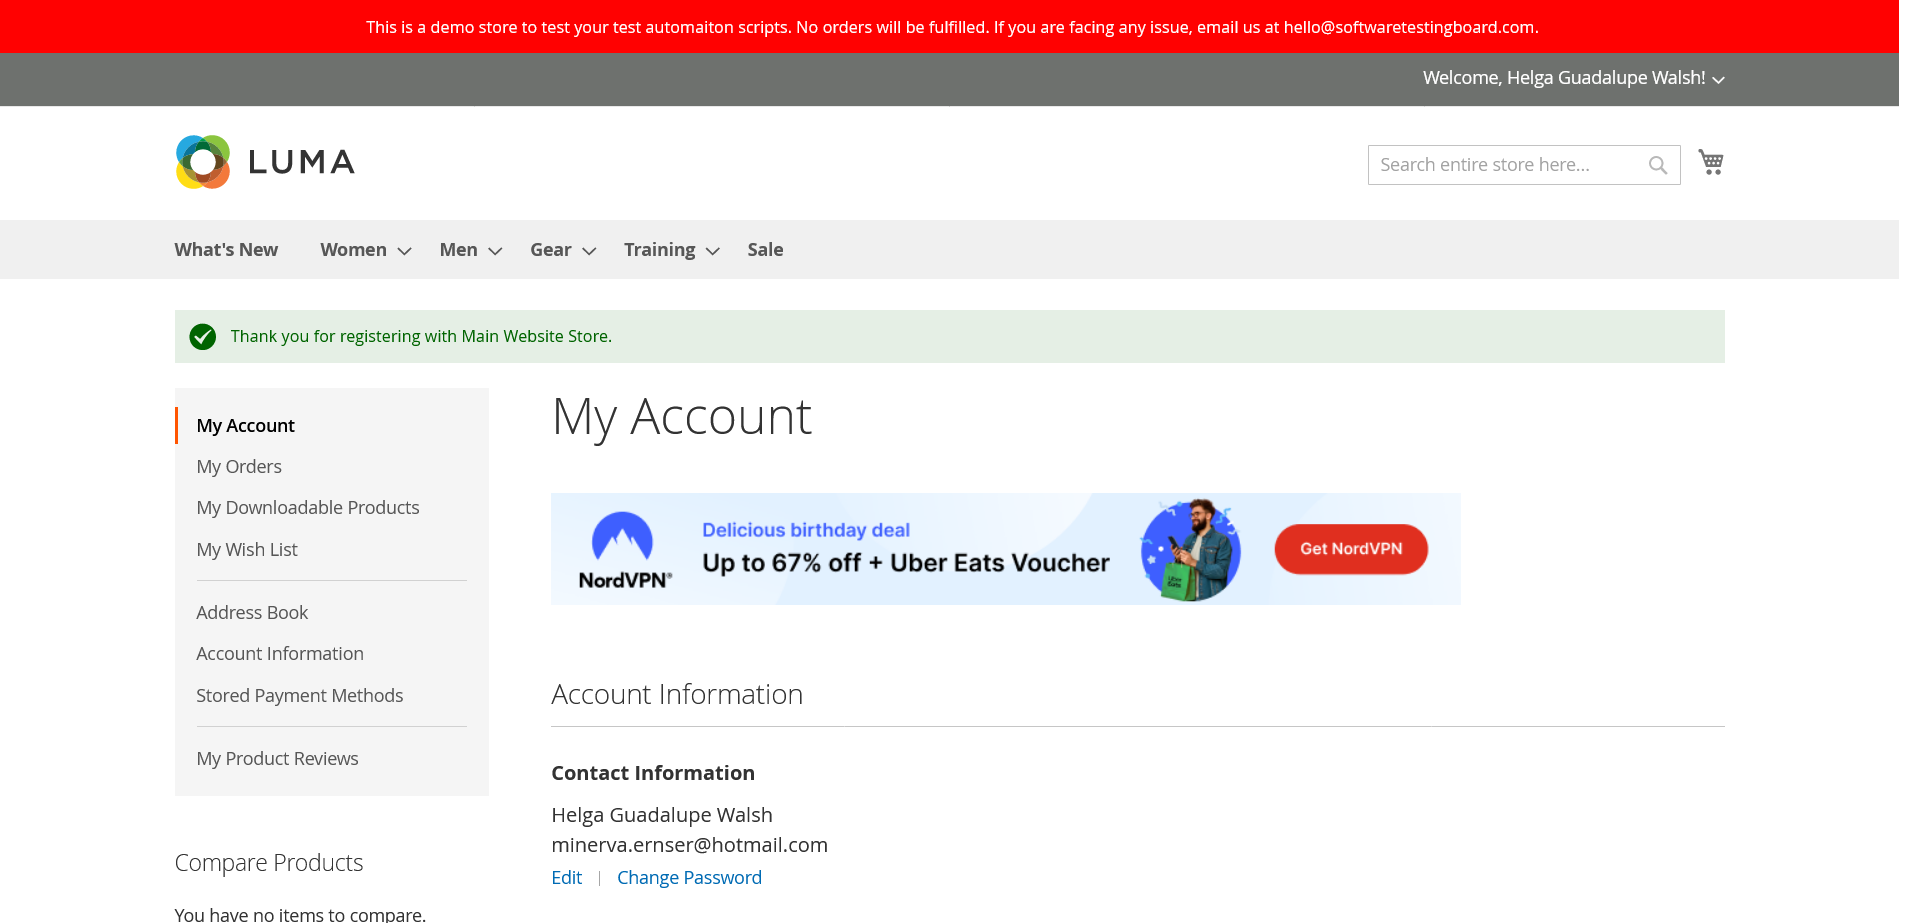 This is a demo store to test your test automaiton scripts. No orders will be fulfilled. If you are facing any issue, email us at hello@softwaretestingboard.com.
Welcome, Helga Guadalupe Walsh!
LUMA
Search entire store here...
What's New Women Men Gear Training Sale
Thank you for registering with Main Website Store.
My Account
My Orders
My Downloadable Products
My Wish List
Address Book
Account Information
Stored Payment Methods
My Product Reviews
Compare Products
You have no items to compare.
My Account
NordVPN®
Delicious birthday deal
Up to 67% off + Uber Eats Voucher
Uber
Eats
Get NordVPN
Account Information
Contact Information
Helga Guadalupe Walsh
minerva.ernser@hotmail.com
Edit | Change Password